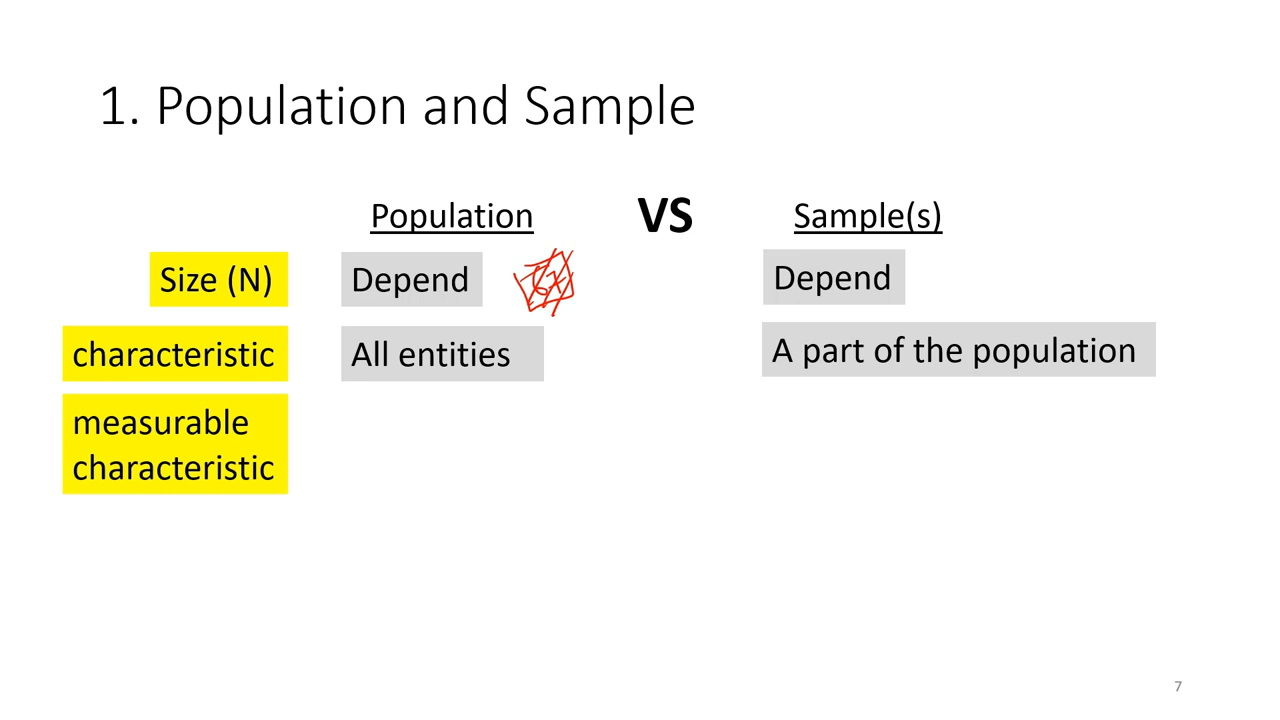 1. Population and Sample
Population VS Sample(s)
Size (N) Depend Depend
characteristic All entities A part of the population
measurable
characteristic
7